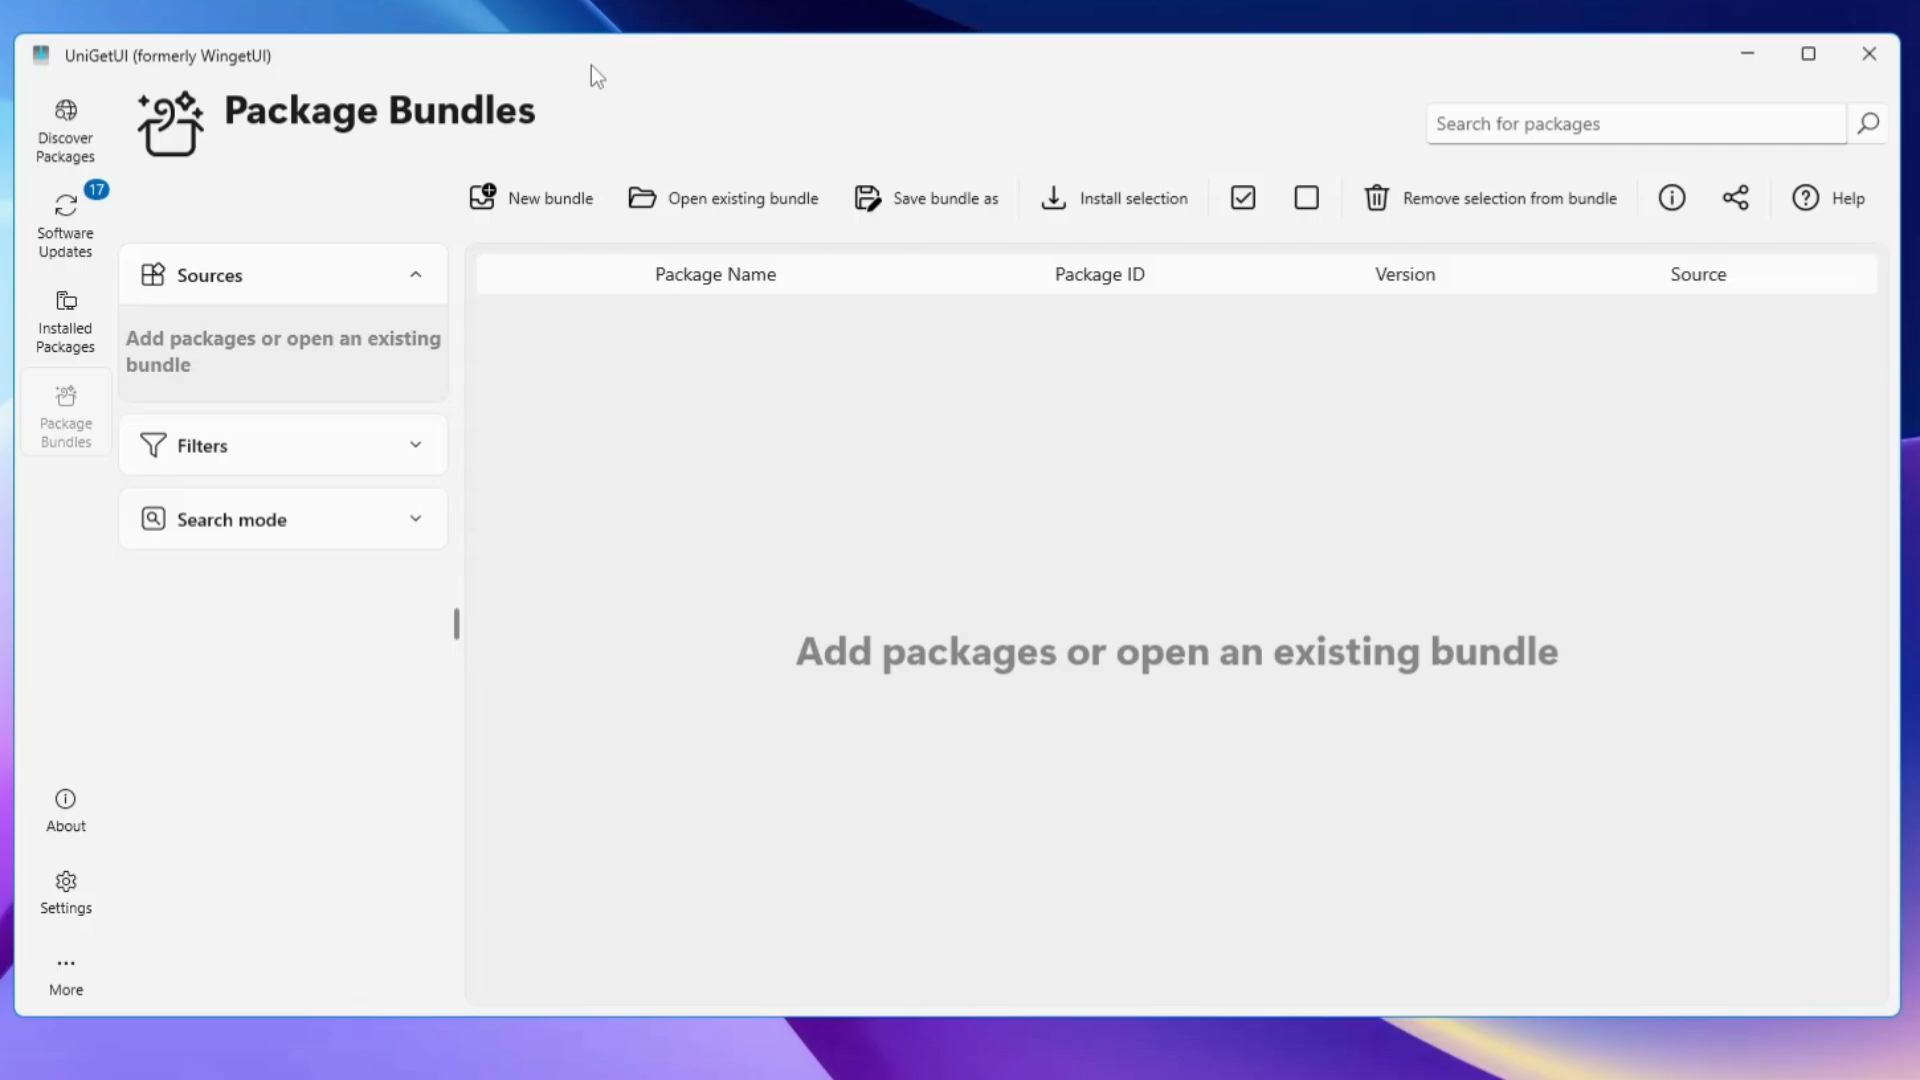 UniGetUI (formerly WingetUI)
Package Bundles
Search for packages
Discover
Packages
17
Software
Updates
Installed
Packages
Package
Bundles
About
Settings
More
New bundle
Open existing bundle
Save bundle as
Install selection
Remove selection from bundle
Help
Sources
Add packages or open an existing
bundle
Filters
Search mode
Package Name
Package ID
Version
Source
Add packages or open an existing bundle